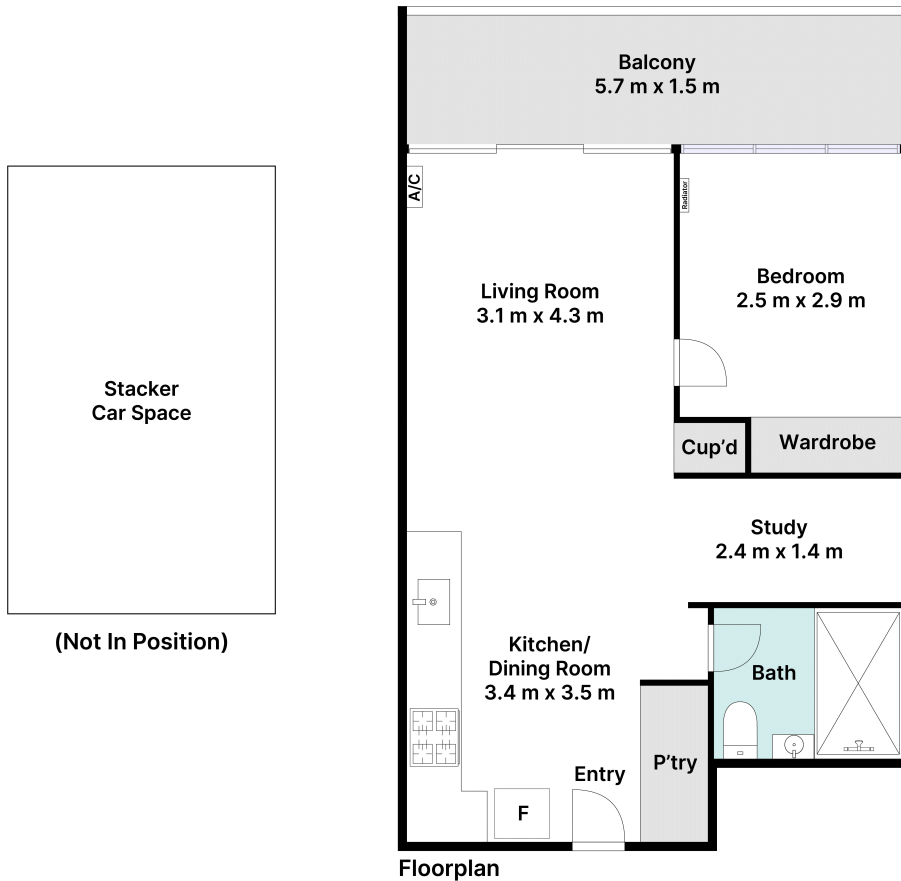 Balcony
5.7 m x 1.5 m
A/C
Radiator
Living Room
3.1 m x 4.3 m
Bedroom
2.5 m x 2.9 m
Stacker
Car Space
(Not In Position)
Cup'd
Wardrobe
Study
2.4 m x 1.4 m
Kitchen/
Dining Room
3.4 m x 3.5 m
Bath
P'try
Entry
F
Floorplan